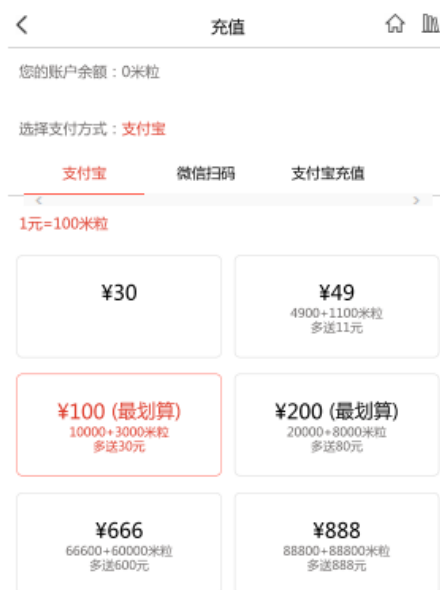 充值
您的账户余额：0米粒
选择支付方式：支付宝
支付宝 微信扫码 支付宝充值
1元=100米粒
¥30
¥49
4900+1100米粒
多送11元
¥100 (最划算)
10000+3000米粒
多送30元
¥200 (最划算)
20000+8000米粒
多送80元
¥666
66600+60000米粒
多送600元
¥888
88800+88800米粒
多送888元